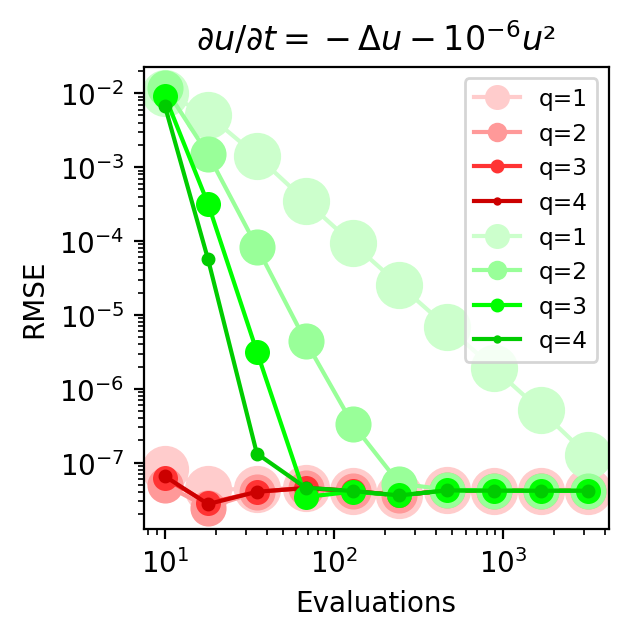 ∂u/∂t = − Δu − 10⁻⁶u²
RMSE
10⁻²
10⁻³
10⁻⁴
10⁻⁵
10⁻⁶
10⁻⁷
q=1
q=2
q=3
q=4
q=1
q=2
q=3
q=4
10¹
10²
10³
Evaluations